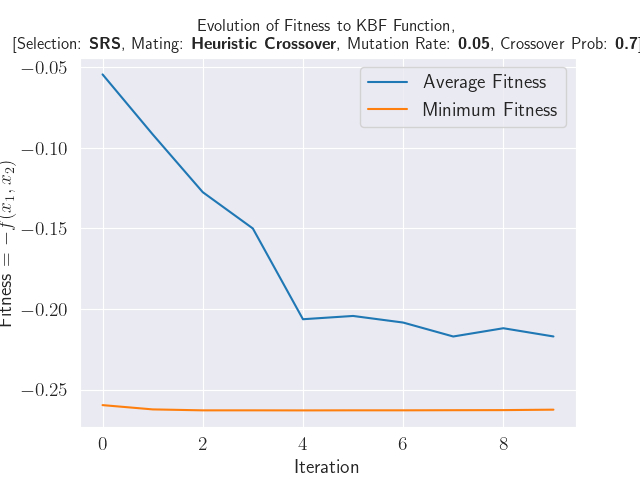 Evolution of Fitness to KBF Function,
[Selection: SRS, Mating: Heuristic Crossover, Mutation Rate: 0.05, Crossover Prob: 0.7]
Fitness = −f(x₁, x₂)
−0.05
−0.10
−0.15
−0.20
−0.25
Average Fitness
Minimum Fitness
0 2 4 6 8
Iteration